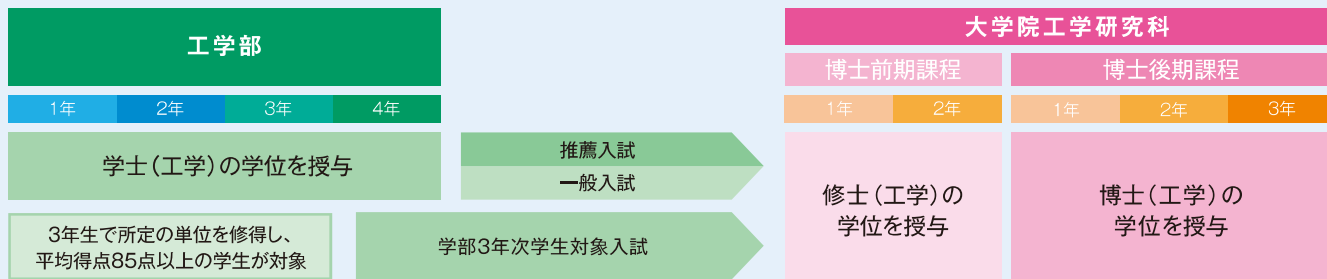 工学部
1年 2年 3年 4年
学士(工学)の学位を授与
3年生で所定の単位を修得し、
平均得点85点以上の学生が対象
推薦入試
一般入試
学部3年次学生対象入試
大学院工学研究科
博士前期課程
1年 2年
修士(工学)の
学位を授与
博士後期課程
1年 2年 3年
博士(工学)の
学位を授与